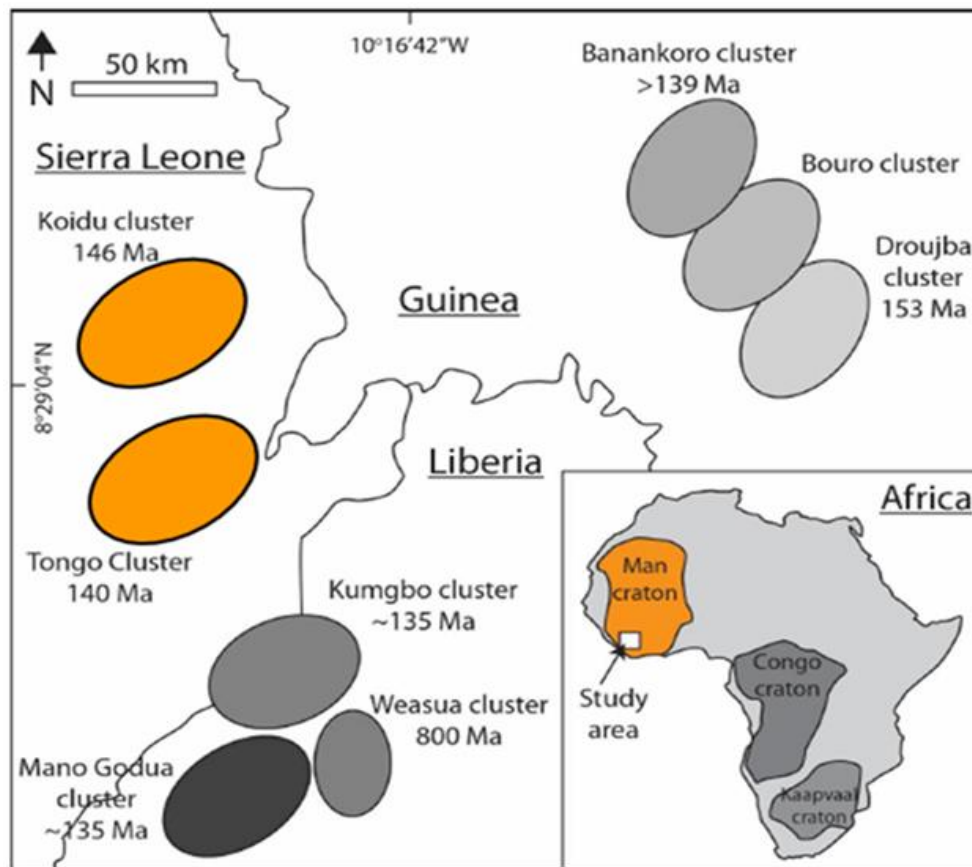 10°16'42"W
N
50 km
Banankoro cluster
>139 Ma
Sierra Leone
Bouro cluster
Koidu cluster
146 Ma
Droujba
cluster
153 Ma
Guinea
8°29'04"N
Liberia
Tongo Cluster
140 Ma
Kumgbo cluster
~135 Ma
Weasua cluster
800 Ma
Mano Godua
cluster
~135 Ma
Africa
Man
craton
Study
area
Congo
craton
Kaapvaal
craton